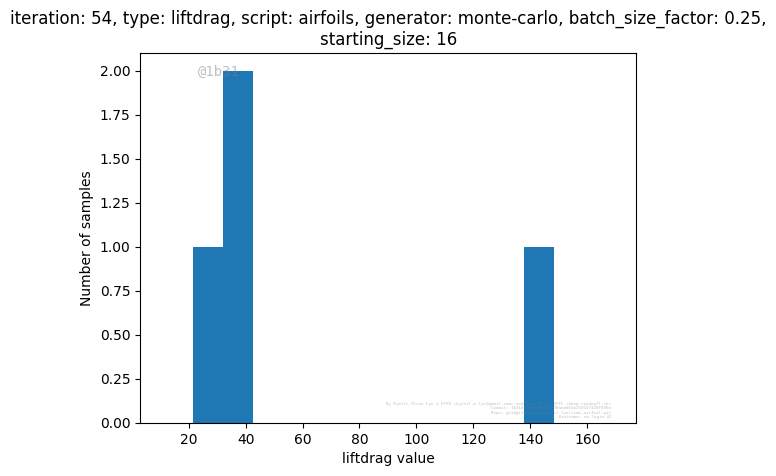 iteration: 54, type: liftdrag, script: airfoils, generator: monte-carlo, batch_size_factor: 0.25,
starting_size: 16
@1b31
2.00
1.75
1.50
1.25
1.00
0.75
0.50
0.25
0.00
Number of samples
20 40 60 80 100 120 140 160
liftdrag value